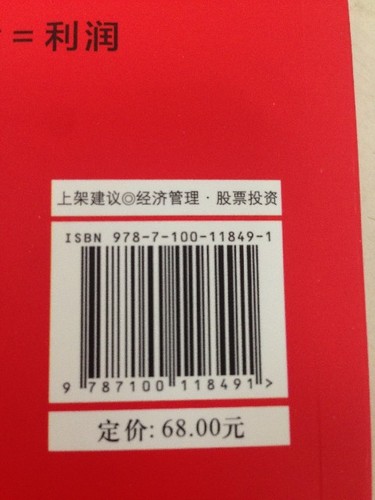 = 利润
上架建议◎经济管理 · 股票投资
ISBN 978-7-100-11849-1
9 787100 118491 >
定价: 68.00元